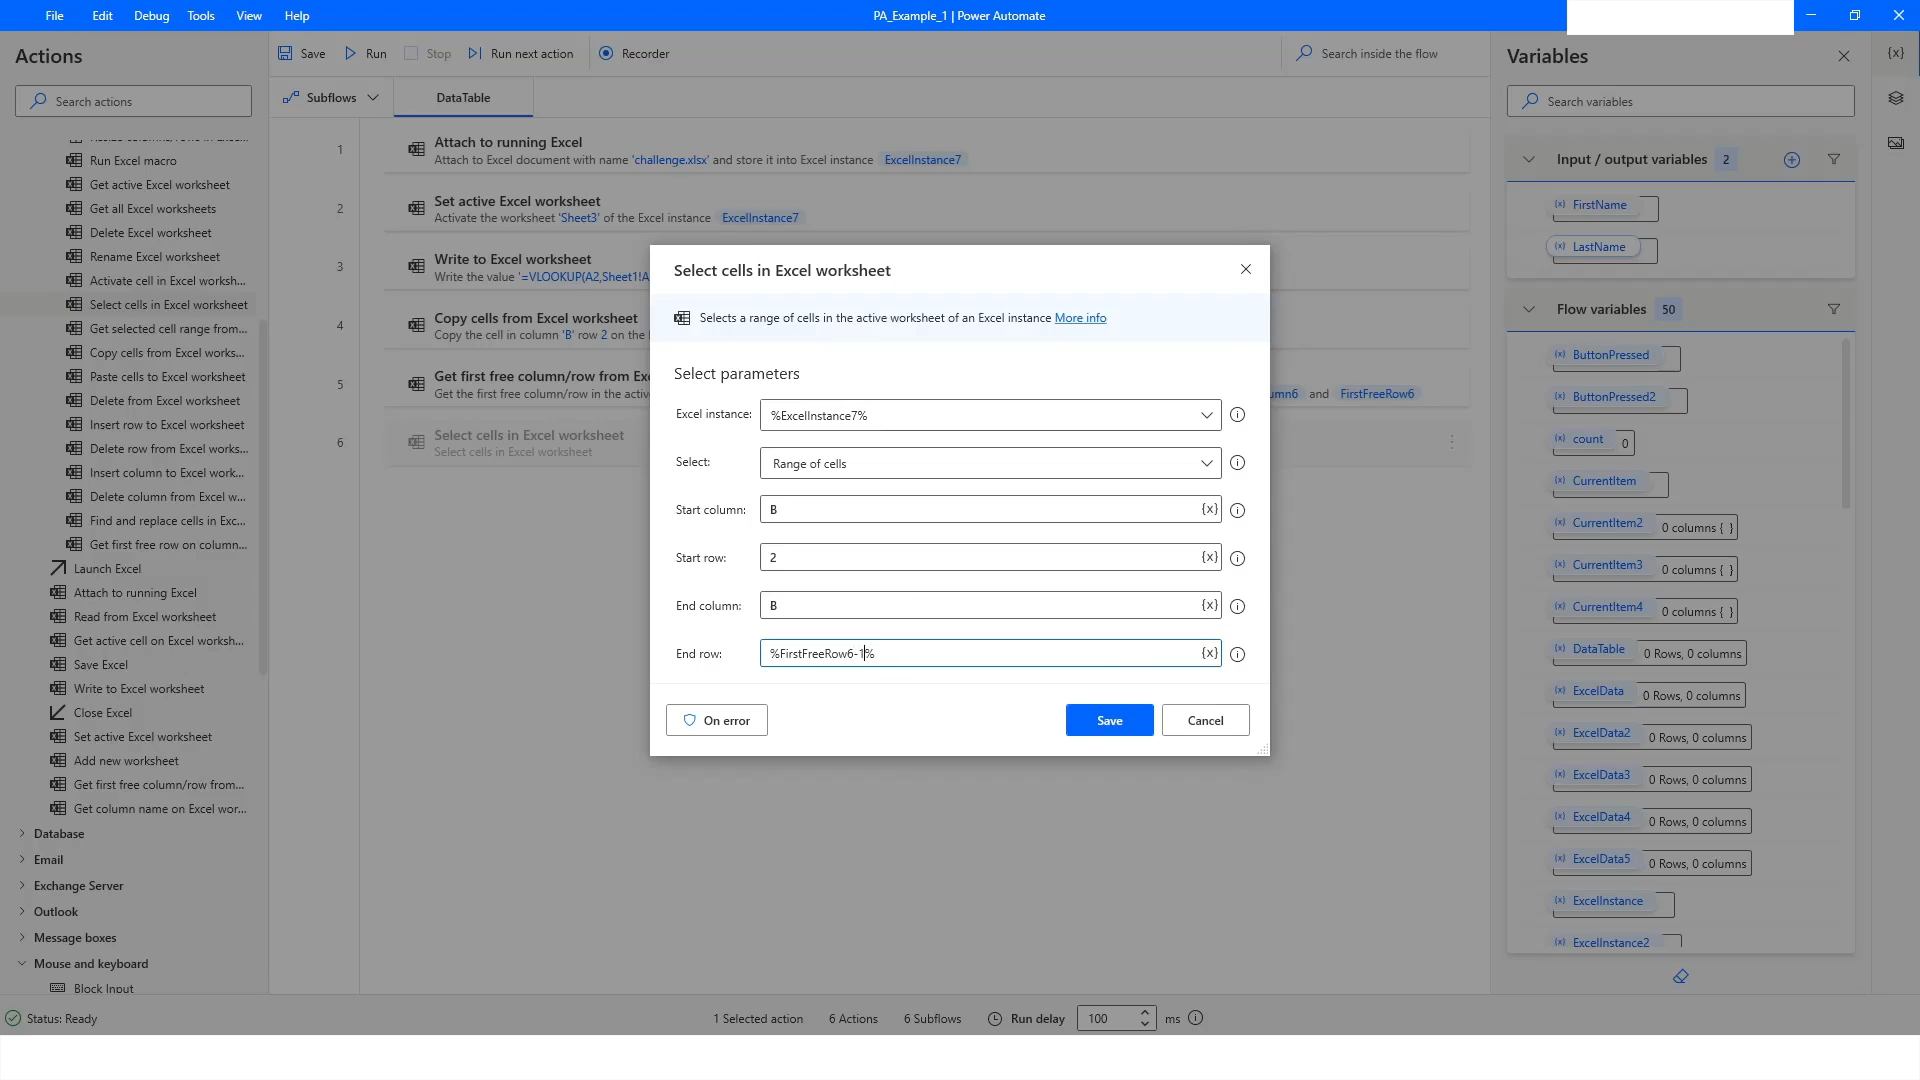 File Edit Debug Tools View Help
PA_Example_1 | Power Automate
Actions
Search actions
Run Excel macro
Get active Excel worksheet
Get all Excel worksheets
Delete Excel worksheet
Rename Excel worksheet
Activate cell in Excel worksh...
Select cells in Excel worksheet
Get selected cell range from...
Copy cells from Excel works...
Paste cells to Excel worksheet
Delete from Excel worksheet
Insert row to Excel worksheet
Delete row from Excel works...
Insert column to Excel work...
Delete column from Excel w...
Find and replace cells in Exc...
Get first free row on column...
Launch Excel
Attach to running Excel
Read from Excel worksheet
Get active cell on Excel worksh...
Save Excel
Write to Excel worksheet
Close Excel
Set active Excel worksheet
Add new worksheet
Get first free column/row from...
Get column name on Excel wor...
Database
Email
Exchange Server
Outlook
Message boxes
Mouse and keyboard
Block Input
Save Run Stop Run next action Recorder
Search inside the flow
Subflows DataTable
1 Attach to running Excel
Attach to Excel document with name 'challenge.xlsx' and store it into Excel instance ExcelInstance7
2 Set active Excel worksheet
Activate the worksheet 'Sheet3' of the Excel instance ExcelInstance7
3 Write to Excel worksheet
Write the value '=VLOOKUP(A2,Sheet1!A
4 Copy cells from Excel worksheet
Copy the cell in column 'B' row 2 on the
5 Get first free column/row from Ex
Get the first free column/row in the activ
umn6 and FirstFreeRow6
6 Select cells in Excel worksheet
Select cells in Excel worksheet
Select cells in Excel worksheet
Selects a range of cells in the active worksheet of an Excel instance More info
Select parameters
Excel instance: %ExcelInstance7%
Select: Range of cells
Start column: B {x}
Start row: 2 {x}
End column: B {x}
End row: %FirstFreeRow6-1% {x}
On error Save Cancel
Variables
{x}
Search variables
Input / output variables 2
(x) FirstName
(x) LastName
Flow variables 50
(x) ButtonPressed
(x) ButtonPressed2
(x) count 0
(x) CurrentItem
(x) CurrentItem2 0 columns { }
(x) CurrentItem3 0 columns { }
(x) CurrentItem4 0 columns { }
(x) DataTable 0 Rows, 0 columns
(x) ExcelData 0 Rows, 0 columns
(x) ExcelData2 0 Rows, 0 columns
(x) ExcelData3 0 Rows, 0 columns
(x) ExcelData4 0 Rows, 0 columns
(x) ExcelData5 0 Rows, 0 columns
(x) ExcelInstance
(x) ExcelInstance2
Status: Ready
1 Selected action 6 Actions 6 Subflows Run delay 100 ms